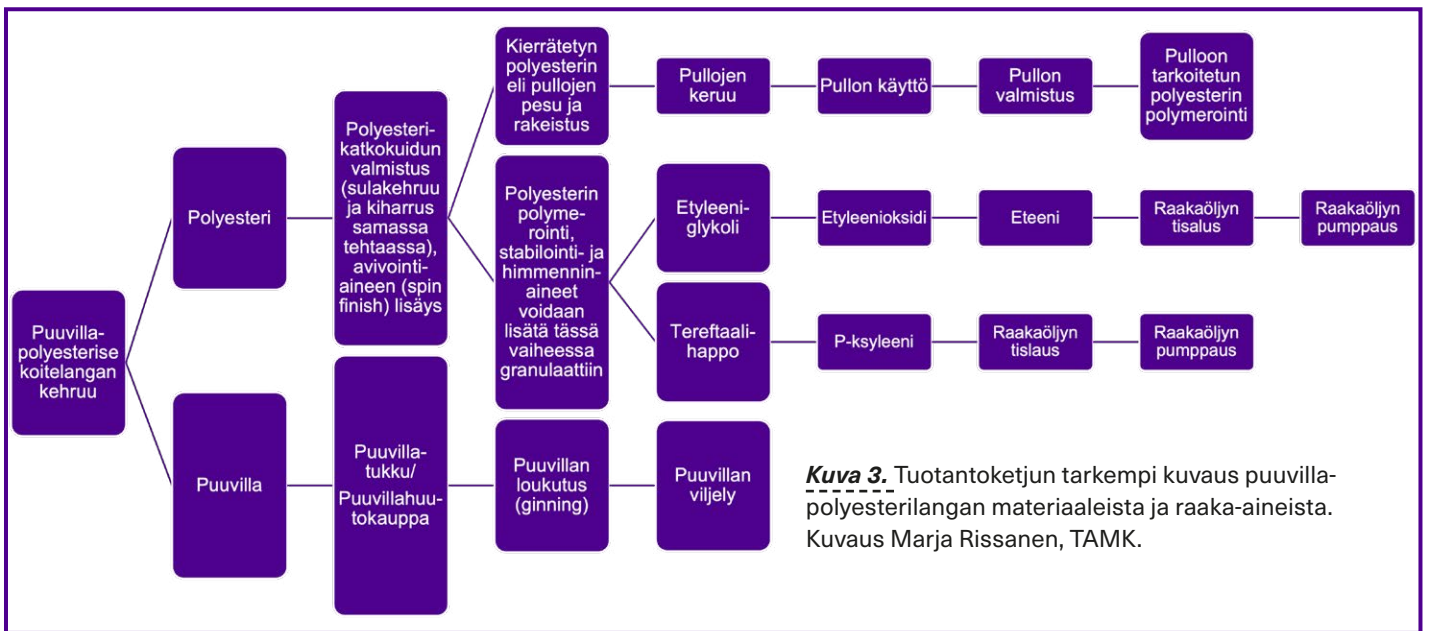 Puuvilla-
polyesterise
koitelangan
kehruu
Polyesteri
Puuvilla
Polyesteri-
katkokuidun
valmistus
(sulakehruu
ja kiharrus
samassa
tehtaassa),
avivointi-
aineen (spin
finish) lisäys
Puuvilla-
tukku/
Puuvillahuu-
tokauppa
Kierrätetyn
polyesterin
eli pullojen
pesu ja
rakeistus
Polyesterin
polyme-
rointi,
stabilointi- ja
himmennin-
aineet
voidaan
lisätä tässä
vaiheessa
granulaattiin
Puuvillan
loukutus
(ginning)
Pullojen
keruu
Pullon käyttö
Pullon
valmistus
Pulloon
tarkoitetun
polyesterin
polymerointi
Etyleeni-
glykoli
Etyleenioksidi
Eteeni
Raakaöljyn
tisalus
Raakaöljyn
pumppaus
Tereftaali-
happo
P-ksyleeni
Raakaöljyn
tislaus
Raakaöljyn
pumppaus
Puuvillan
viljely
Kuva 3. Tuotantoketjun tarkempi kuvaus puuvilla-
polyesterilangan materiaaleista ja raaka-aineista.
Kuvaus Marja Rissanen, TAMK.